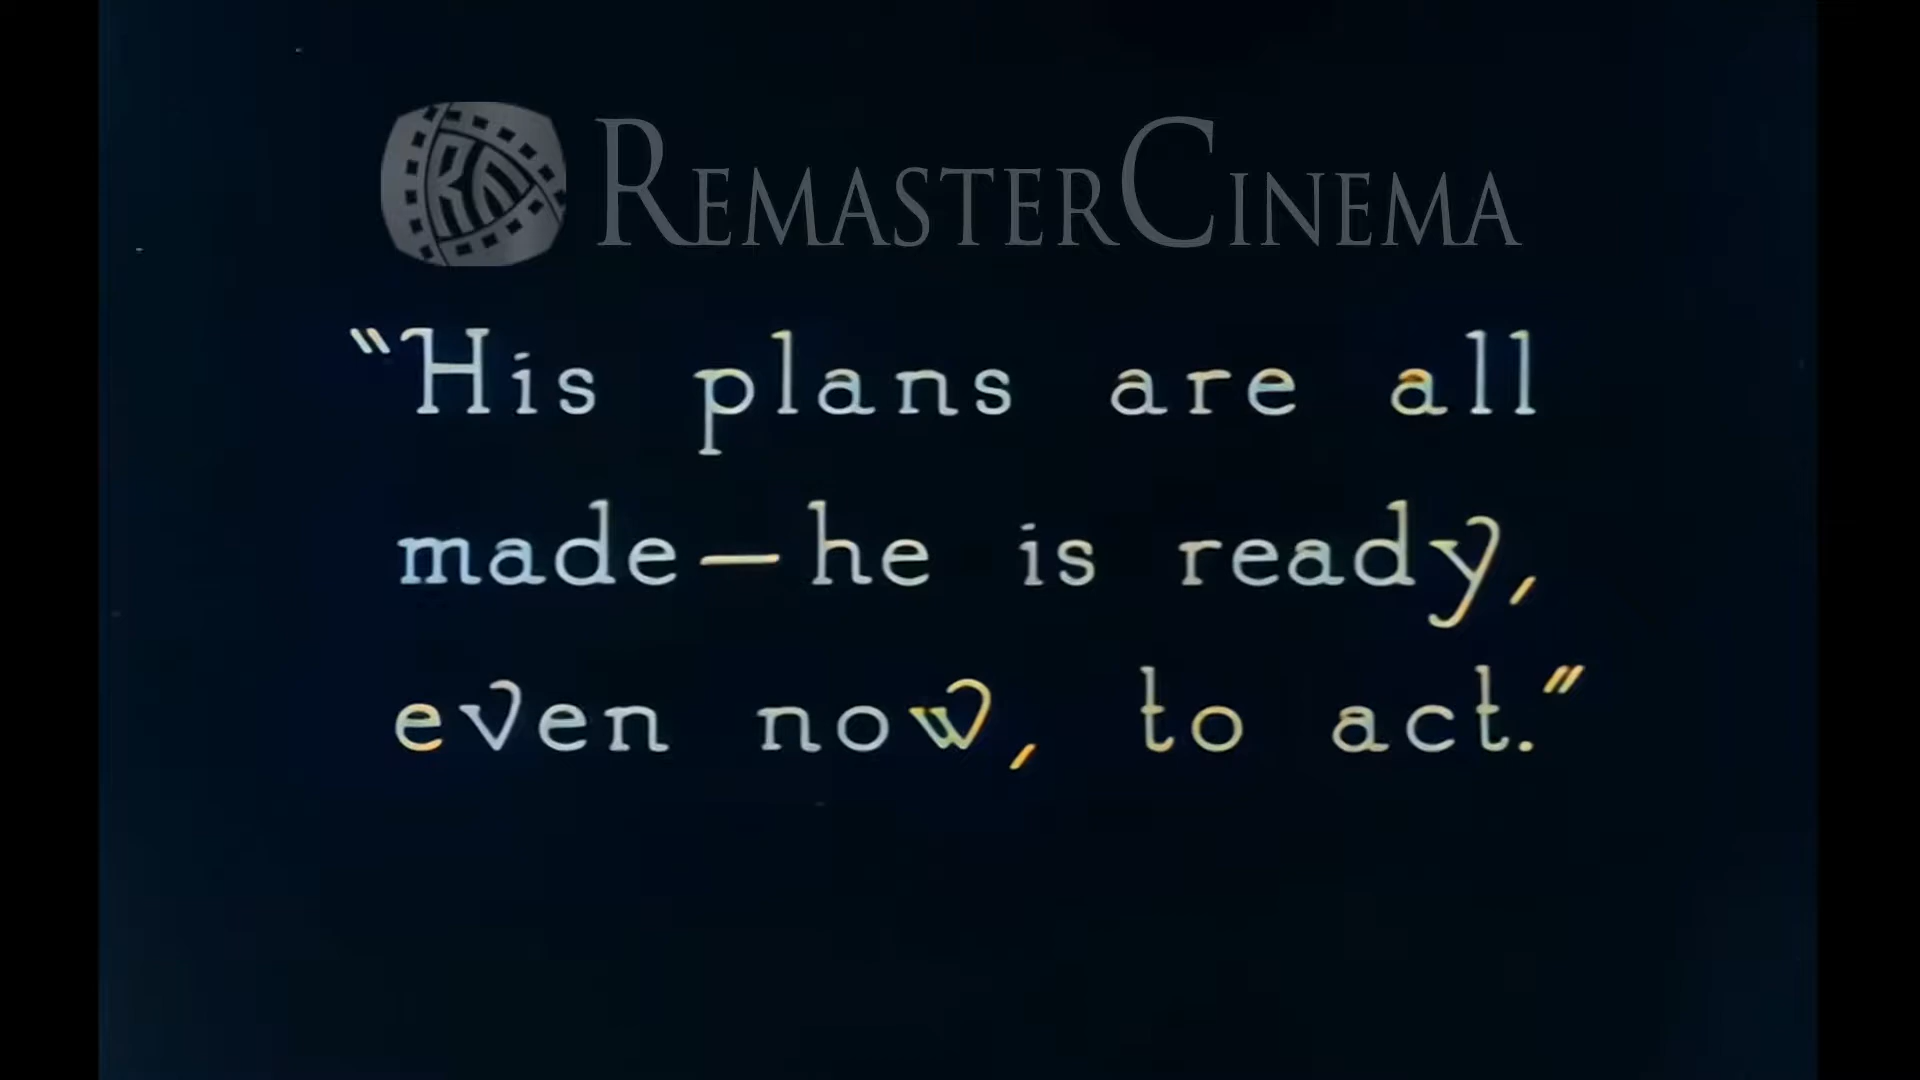 REMASTERCINEMA
"His plans are all
made—he is ready,
even now, to act."